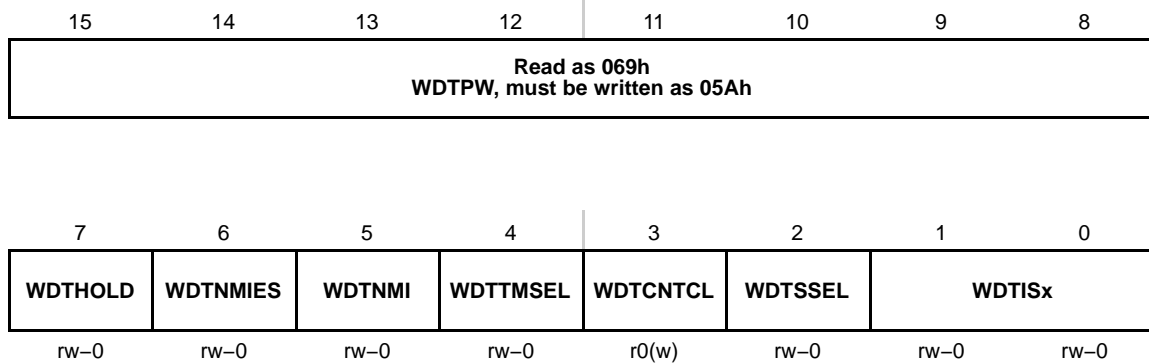 15 14 13 12 11 10 9 8
Read as 069h
WDTPW, must be written as 05Ah
7 6 5 4 3 2 1 0
WDTHOLD WDTNMIES WDTNMI WDTTMSEL WDTCNTCL WDTSSEL WDTISx
rw−0 rw−0 rw−0 rw−0 r0(w) rw−0 rw−0 rw−0